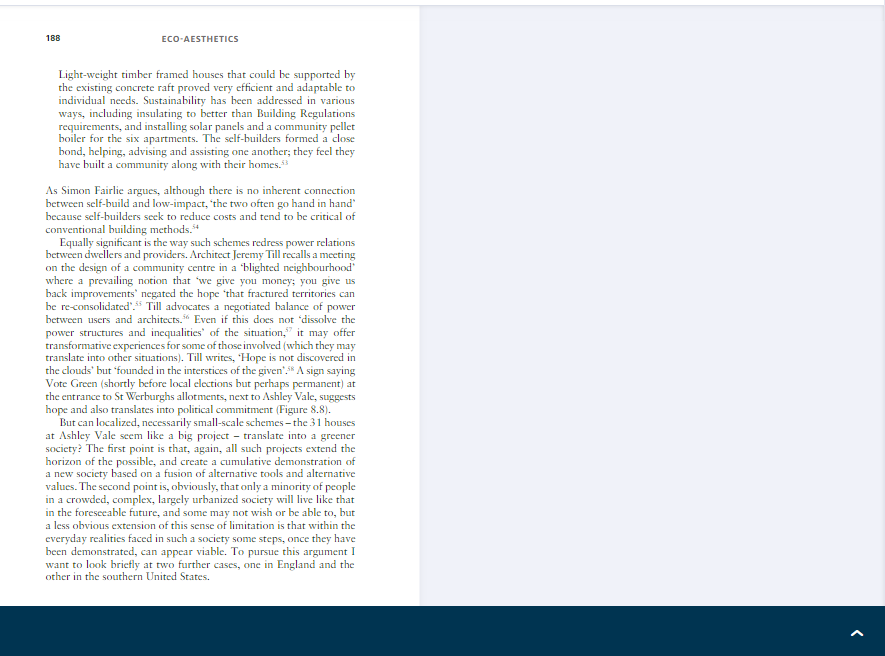 188
ECO-AESTHETICS
Light-weight timber framed houses that could be supported by
the existing concrete raft proved very efficient and adaptable to
individual needs. Sustainability has been addressed in various
ways, including insulating to better than Building Regulations
requirements, and installing solar panels and a community pellet
boiler for the six apartments. The self-builders formed a close
bond, helping, advising and assisting one another; they feel they
have built a community along with their homes.53
As Simon Fairlie argues, although there is no inherent connection
between self-build and low-impact, ‘the two often go hand in hand’
because self-builders seek to reduce costs and tend to be critical of
conventional building methods.54
Equally significant is the way such schemes redress power relations
between dwellers and providers. Architect Jeremy Till recalls a meeting
on the design of a community centre in a ‘blighted neighbourhood’
where a prevailing notion that ‘we give you money; you give us
back improvements’ negated the hope ‘that fractured territories can
be re-consolidated’.55 Till advocates a negotiated balance of power
between users and architects.56 Even if this does not ‘dissolve the
power structures and inequalities’ of the situation,57 it may offer
transformative experiences for some of those involved (which they may
translate into other situations). Till writes, ‘Hope is not discovered in
the clouds’ but ‘founded in the interstices of the given’.58 A sign saying
Vote Green (shortly before local elections but perhaps permanent) at
the entrance to St Werburghs allotments, next to Ashley Vale, suggests
hope and also translates into political commitment (Figure 8.8).
But can localized, necessarily small-scale schemes – the 31 houses
at Ashley Vale seem like a big project – translate into a greener
society? The first point is that, again, all such projects extend the
horizon of the possible, and create a cumulative demonstration of
a new society based on a fusion of alternative tools and alternative
values. The second point is, obviously, that only a minority of people
in a crowded, complex, largely urbanized society will live like that
in the foreseeable future, and some may not wish or be able to, but
a less obvious extension of this sense of limitation is that within the
everyday realities faced in such a society some steps, once they have
been demonstrated, can appear viable. To pursue this argument I
want to look briefly at two further cases, one in England and the
other in the southern United States.